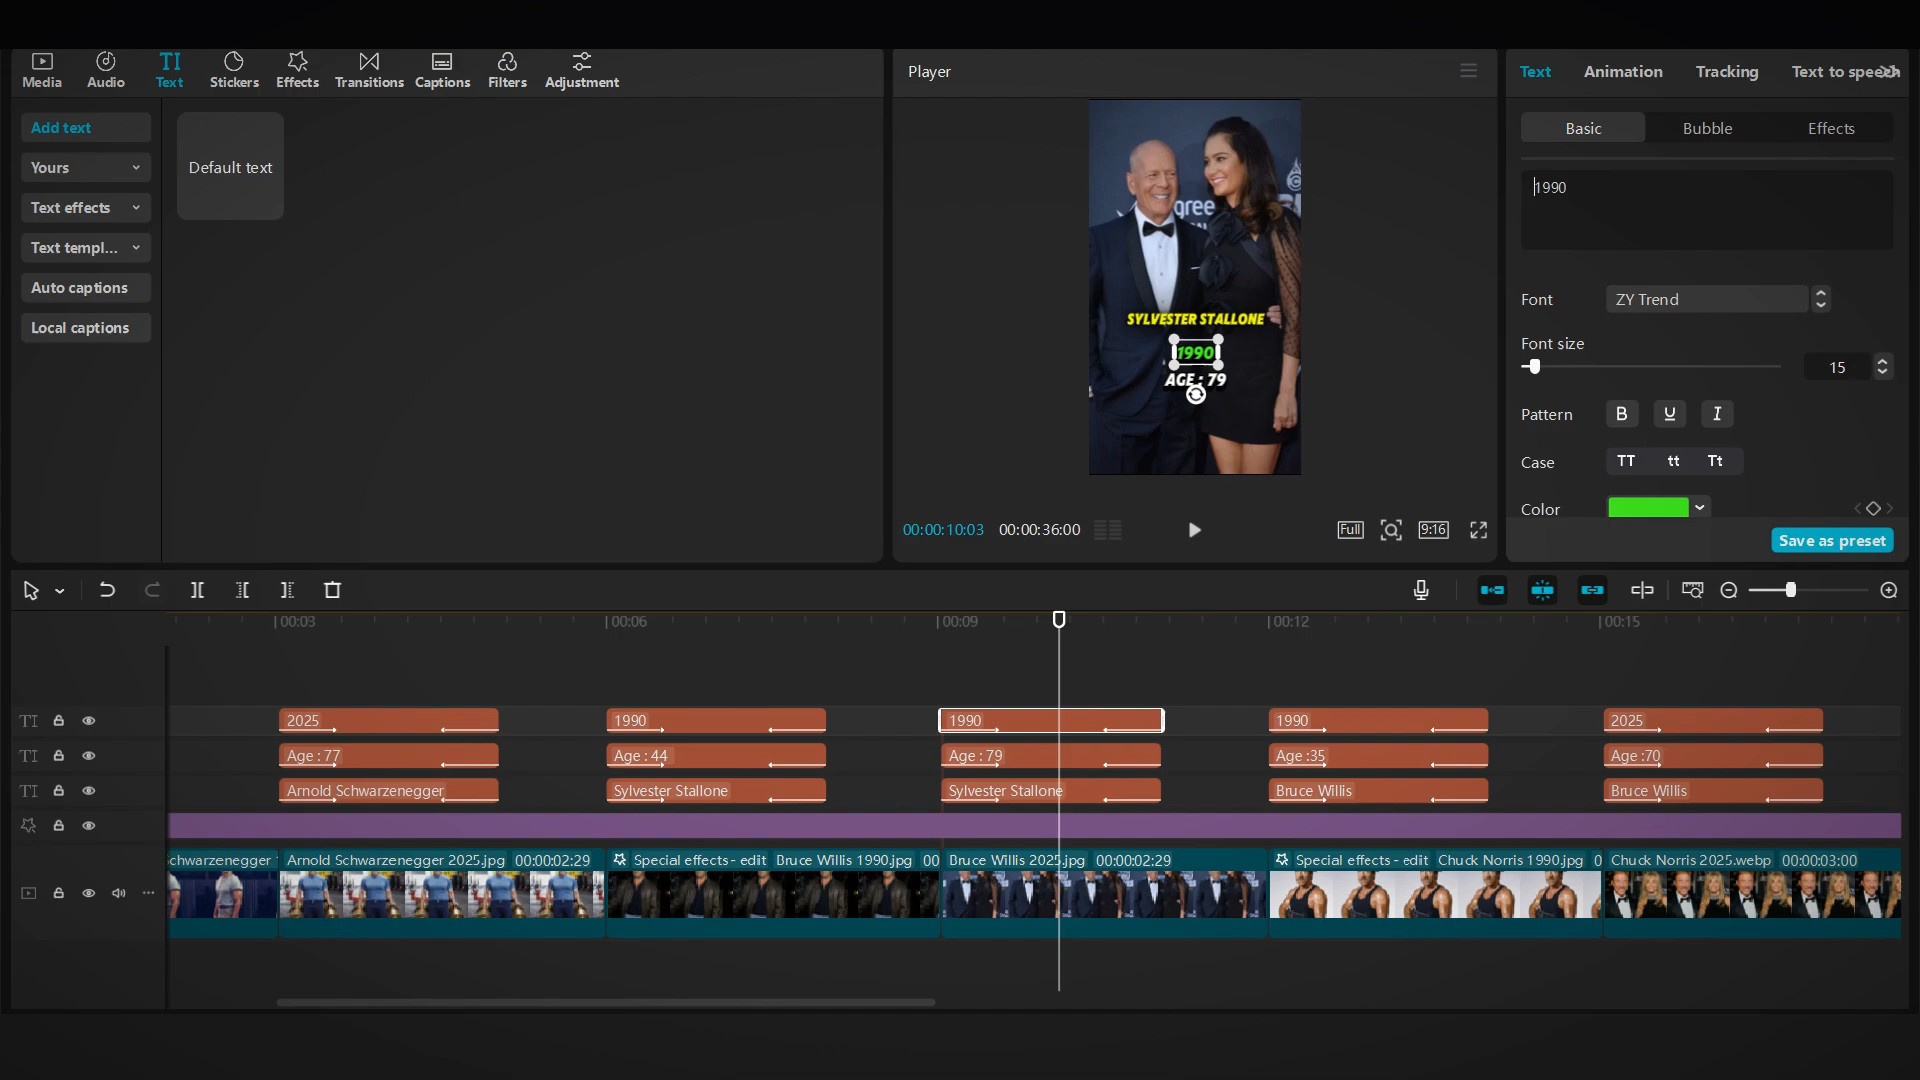 Media Audio Text Stickers Effects Transitions Captions Filters Adjustment
Add text
Yours
Text effects
Text templ...
Auto captions
Local captions
Default text
Player
gree
SYLVESTER STALLONE
1990
AGE : 79
00:00:10:03 00:00:36:00
Full
9:16
Text Animation Tracking Text to speech
Basic Bubble Effects
1990
Font ZY Trend
Font size
15
Pattern B U I
Case TT tt Tt
Color
Save as preset
00:03 00:06 00:09 00:12 00:15
TI 2025 1990 1990 1990 2025
TI Age : 77 Age : 44 Age : 79 Age :35 Age :70
TI Arnold Schwarzenegger Sylvester Stallone Sylvester Stallone Bruce Willis Bruce Willis
chwarzenegger Arnold Schwarzenegger 2025.jpg 00:00:02:29 Special effects - edit Bruce Willis 1990.jpg 00 Bruce Willis 2025.jpg 00:00:02:29 Special effects - edit Chuck Norris 1990.jpg 0 Chuck Norris 2025.webp 00:00:03:00